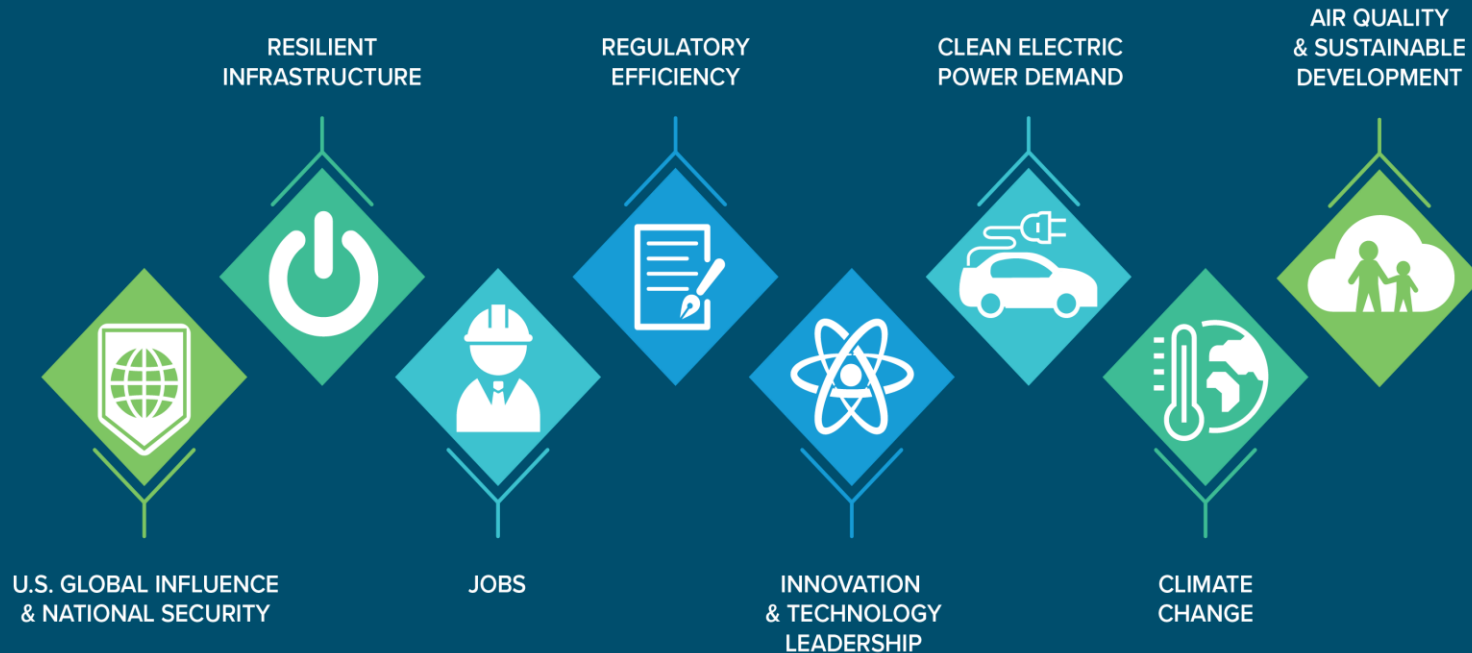 RESILIENT
INFRASTRUCTURE
REGULATORY
EFFICIENCY
CLEAN ELECTRIC
POWER DEMAND
AIR QUALITY
& SUSTAINABLE
DEVELOPMENT
U.S. GLOBAL INFLUENCE
& NATIONAL SECURITY
JOBS
INNOVATION
& TECHNOLOGY
LEADERSHIP
CLIMATE
CHANGE